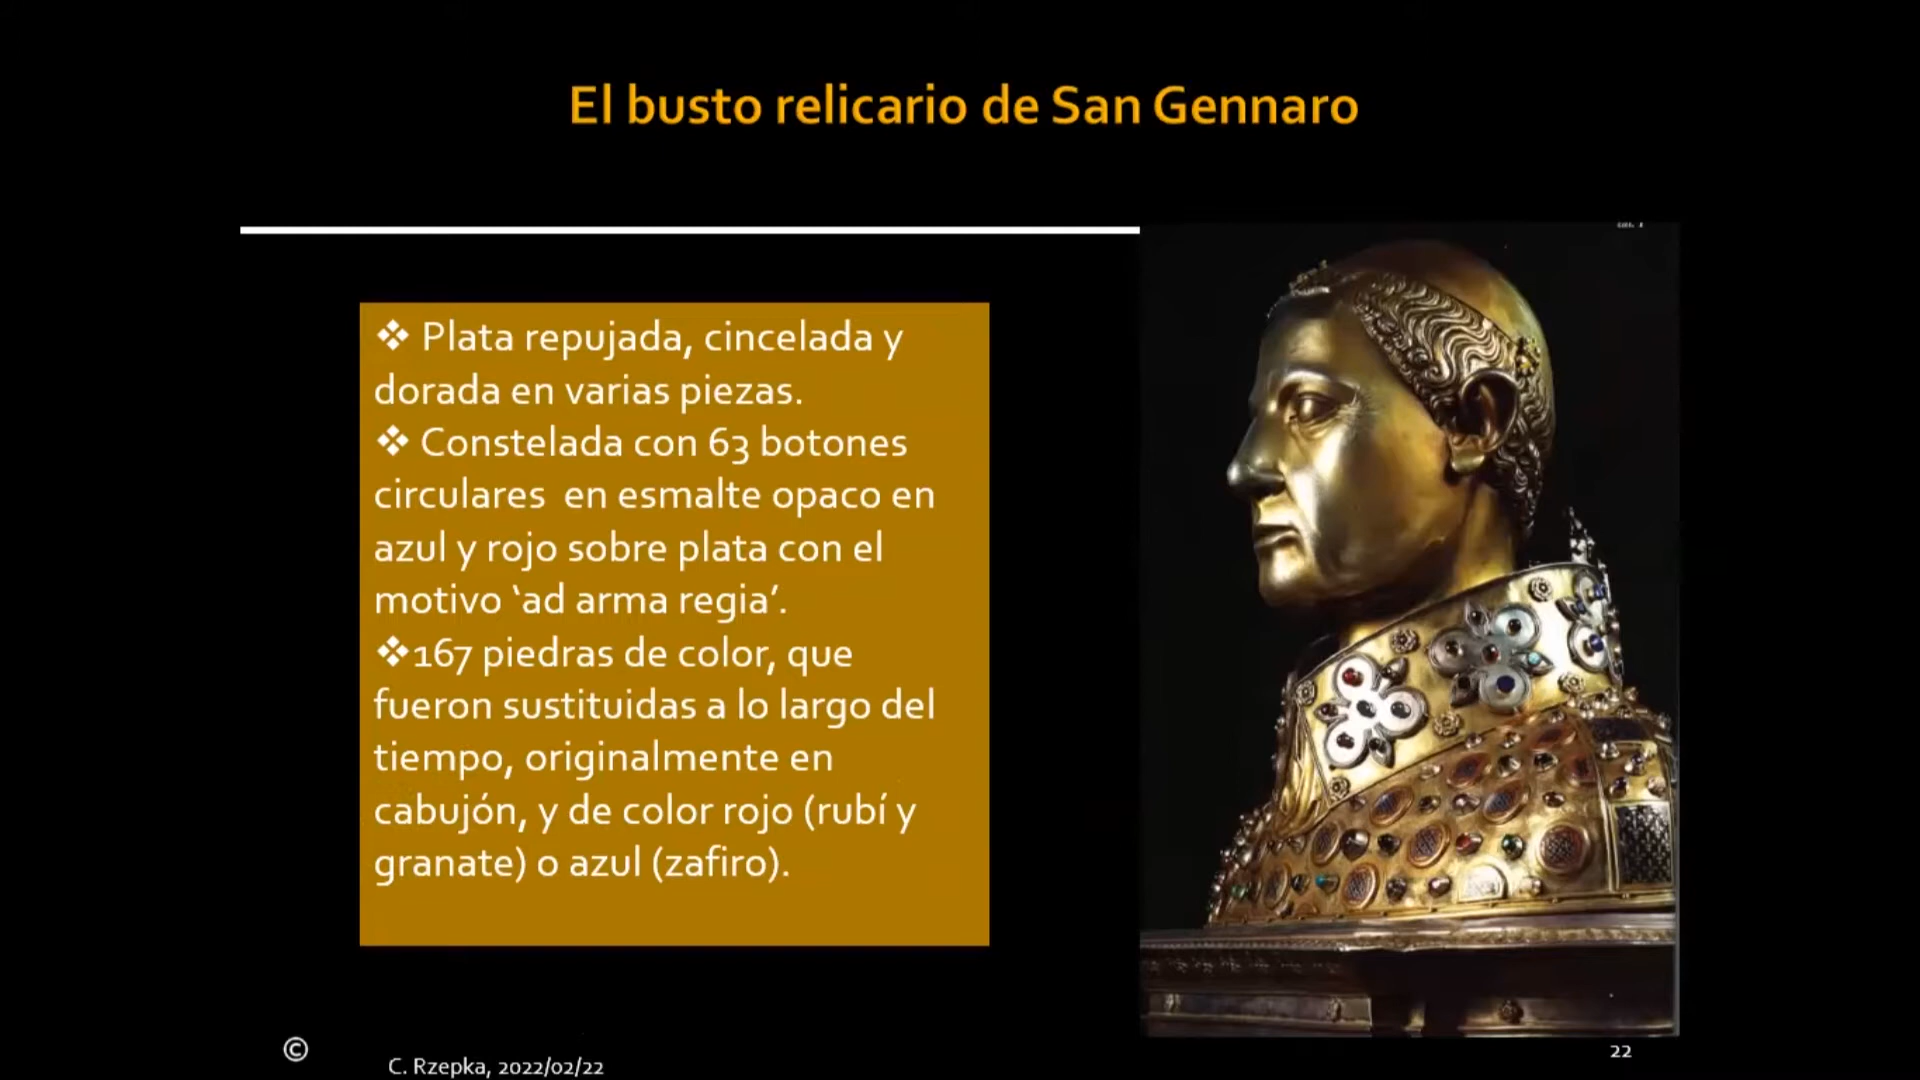 El busto relicario de San Gennaro
❖ Plata repujada, cincelada y
dorada en varias piezas.
❖ Constelada con 63 botones
circulares en esmalte opaco en
azul y rojo sobre plata con el
motivo ‘ad arma regia’.
❖167 piedras de color, que
fueron sustituidas a lo largo del
tiempo, originalmente en
cabujón, y de color rojo (rubí y
granate) o azul (zafiro).
©
C. Rzepka, 2022/02/22
22